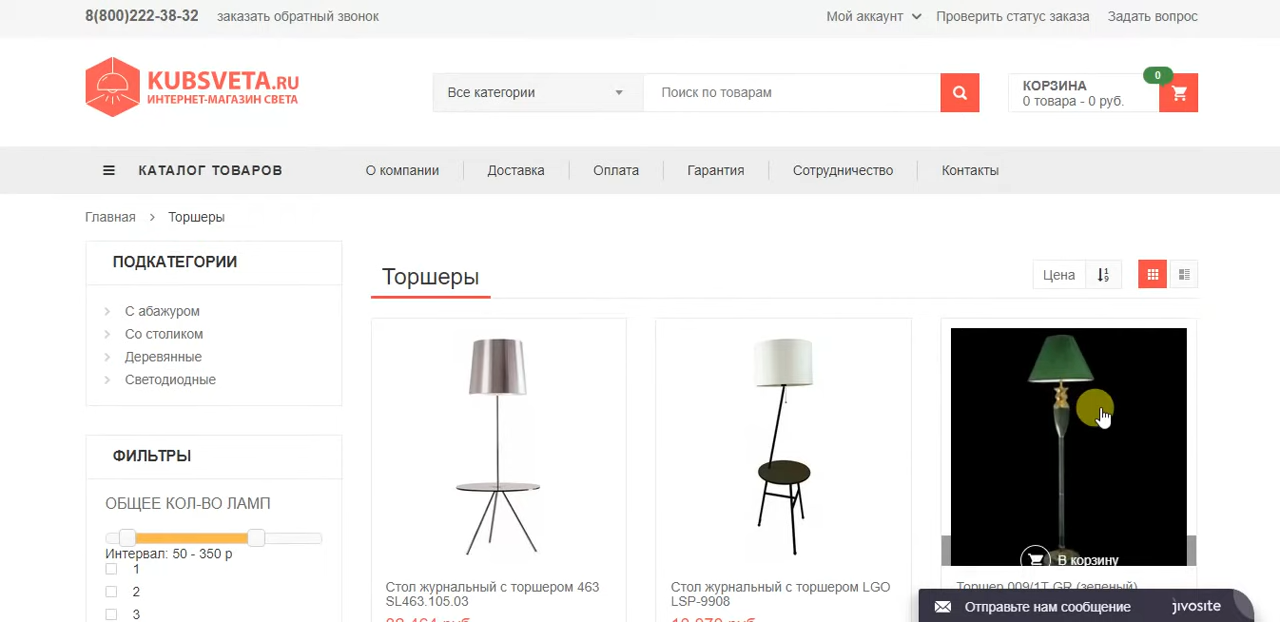 8(800)222-38-32 заказать обратный звонок Мой аккаунт Проверить статус заказа Задать вопрос
KUBSVETA.RU
ИНТЕРНЕТ-МАГАЗИН СВЕТА
Все категории Поиск по товарам
КОРЗИНА 0
0 товара - 0 руб.
КАТАЛОГ ТОВАРОВ О компании Доставка Оплата Гарантия Сотрудничество Контакты
Главная > Торшеры
ПОДКАТЕГОРИИ
С абажуром
Со столиком
Деревянные
Светодиодные
ФИЛЬТРЫ
ОБЩЕЕ КОЛ-ВО ЛАМП
Интервал: 50 - 350 р
1
2
3
Торшеры
Цена
Стол журнальный с торшером 463
SL463.105.03
Стол журнальный с торшером LGO
LSP-9908
В корзину
Торшер 009/1T GR (зеленый)
Отправьте нам сообщение jivosite